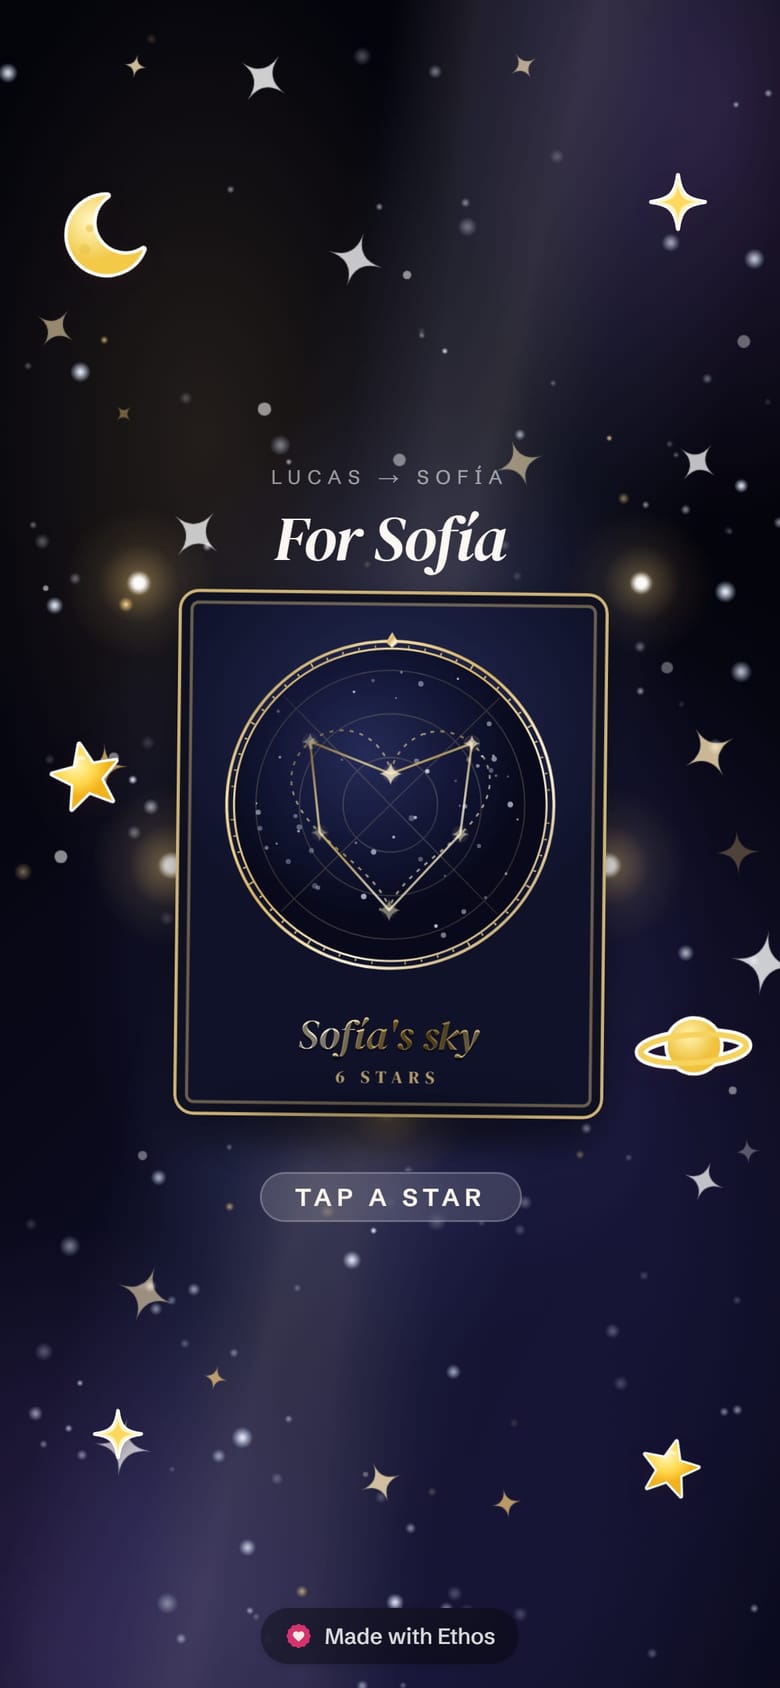 LUCAS → SOFÍA
For Sofía
Sofía's sky
6 STARS
TAP A STAR
Made with Ethos